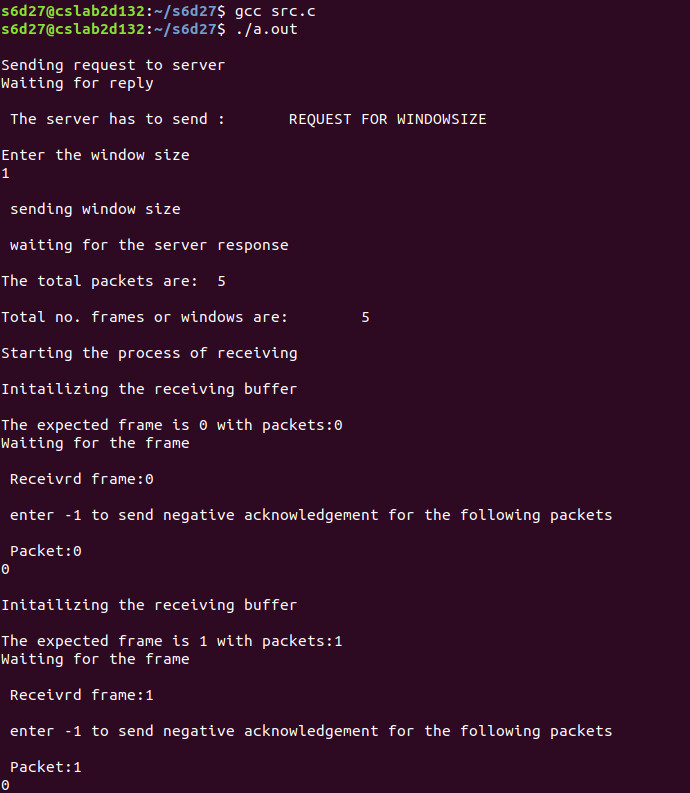 s6d27@cslab2d132:~/s6d27$ gcc src.c
s6d27@cslab2d132:~/s6d27$ ./a.out
Sending request to server
Waiting for reply
The server has to send :       REQUEST FOR WINDOWSIZE
Enter the window size
1
sending window size
waiting for the server response
The total packets are:  5
Total no. frames or windows are:        5
Starting the process of receiving
Initailizing the receiving buffer
The expected frame is 0 with packets:0
Waiting for the frame
Receivrd frame:0
enter -1 to send negative acknowledgement for the following packets
Packet:0
0
Initailizing the receiving buffer
The expected frame is 1 with packets:1
Waiting for the frame
Receivrd frame:1
enter -1 to send negative acknowledgement for the following packets
Packet:1
0